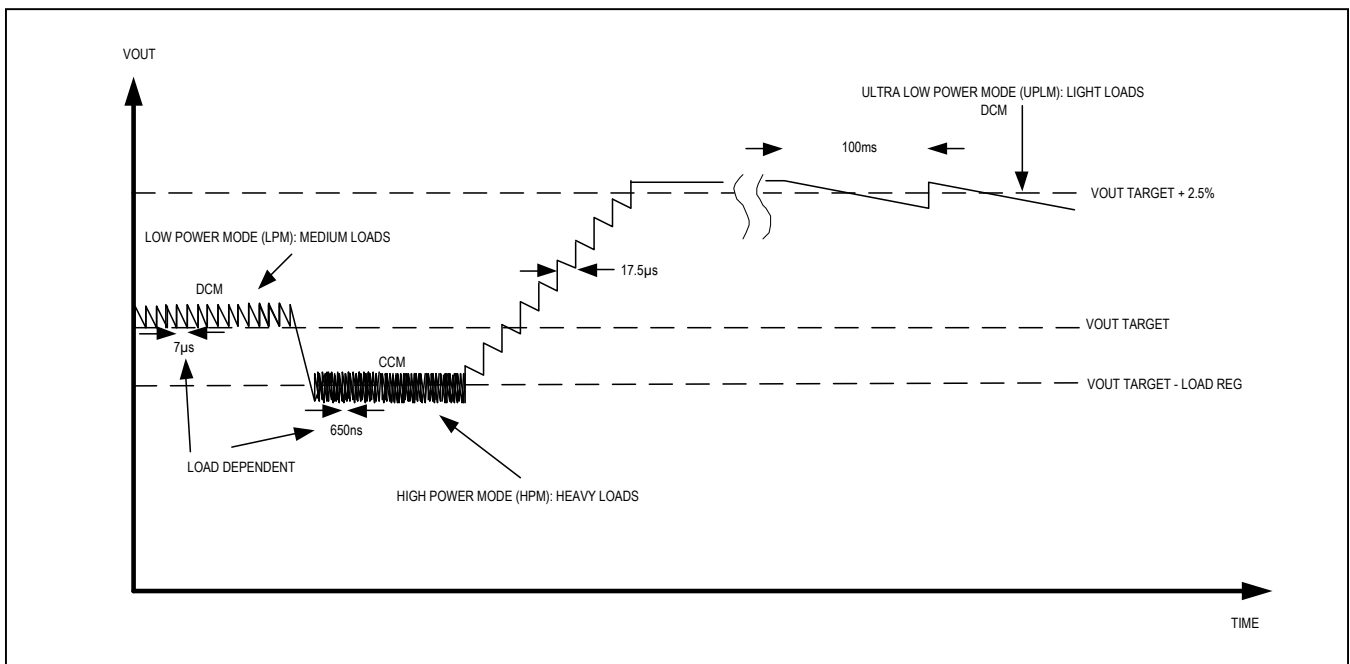 VOUT
ULTRA LOW POWER MODE (UPLM): LIGHT LOADS
DCM
100ms
VOUT TARGET + 2.5%
LOW POWER MODE (LPM): MEDIUM LOADS
17.5µs
DCM
VOUT TARGET
7µs
CCM
VOUT TARGET - LOAD REG
650ns
LOAD DEPENDENT
HIGH POWER MODE (HPM): HEAVY LOADS
TIME